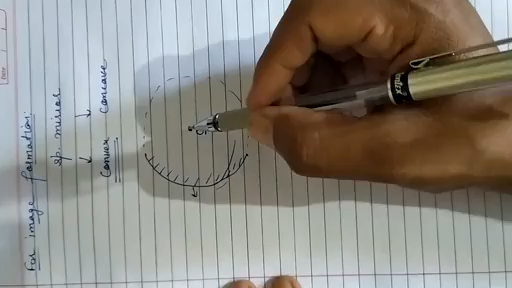 For image formation:
sp. mirror
Convex Concave
C